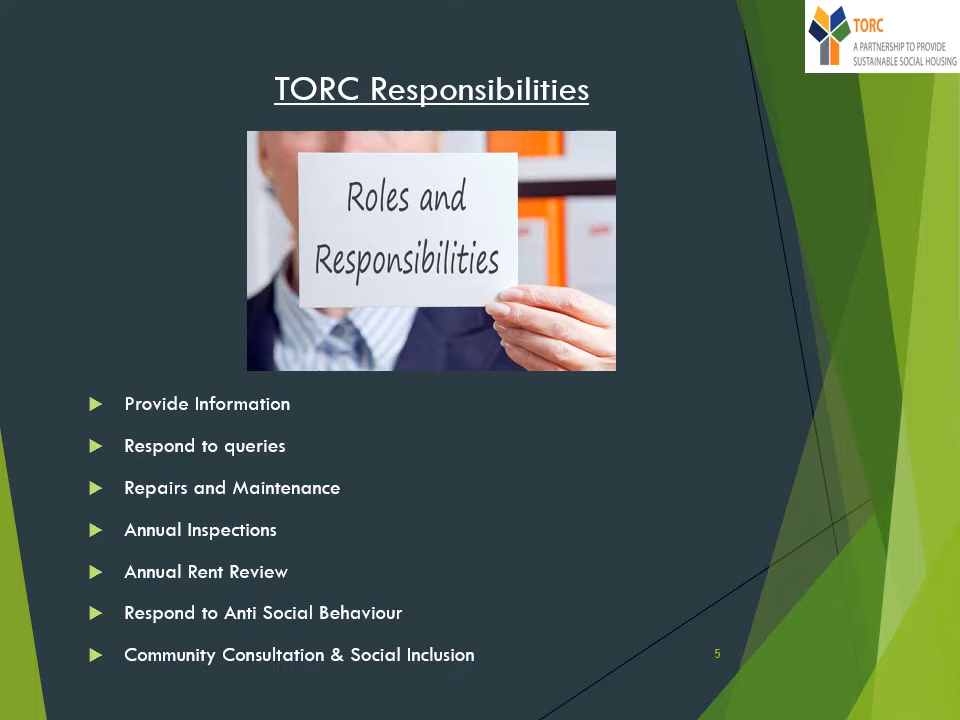 TORC
A PARTNERSHIP TO PROVIDE
SUSTAINABLE SOCIAL HOUSING
TORC Responsibilities
Roles and
Responsibilities
Provide Information
Respond to queries
Repairs and Maintenance
Annual Inspections
Annual Rent Review
Respond to Anti Social Behaviour
Community Consultation & Social Inclusion
5